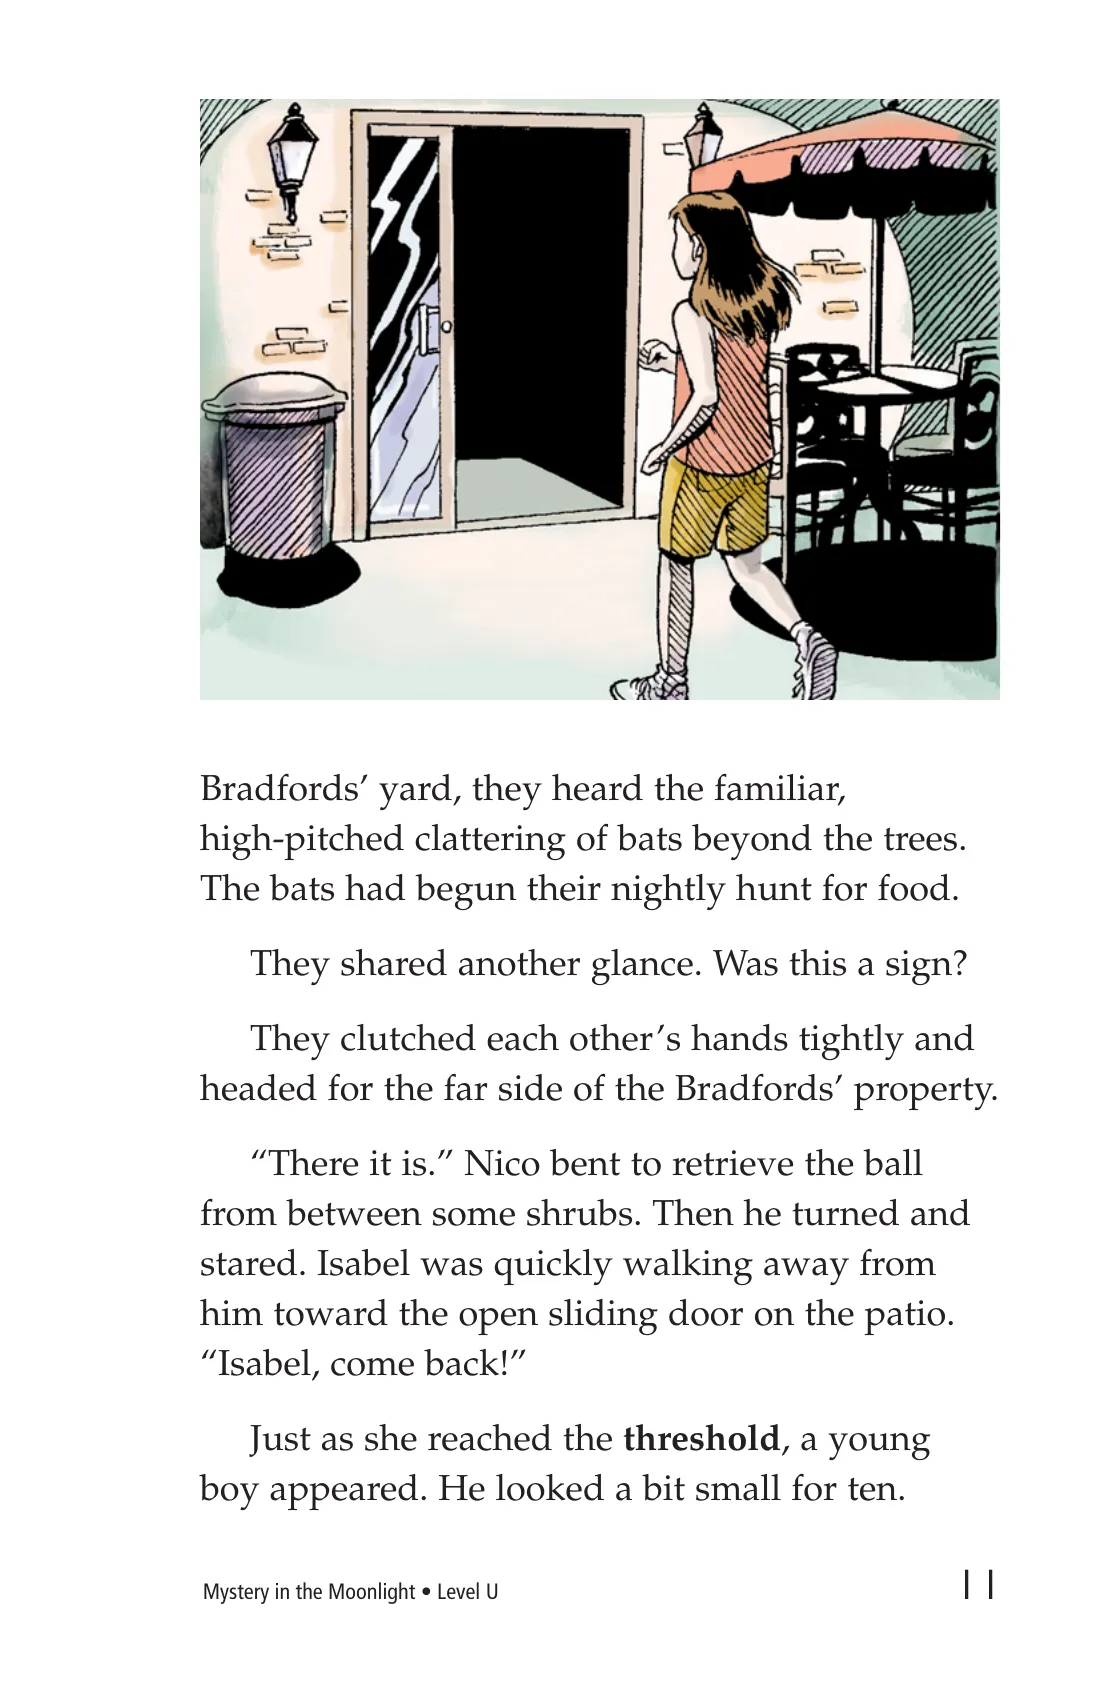 Bradfords’ yard, they heard the familiar,
high-pitched clattering of bats beyond the trees.
The bats had begun their nightly hunt for food.
They shared another glance. Was this a sign?
They clutched each other’s hands tightly and
headed for the far side of the Bradfords’ property.
“There it is.” Nico bent to retrieve the ball
from between some shrubs. Then he turned and
stared. Isabel was quickly walking away from
him toward the open sliding door on the patio.
“Isabel, come back!”
Just as she reached the threshold, a young
boy appeared. He looked a bit small for ten.
Mystery in the Moonlight • Level U
11